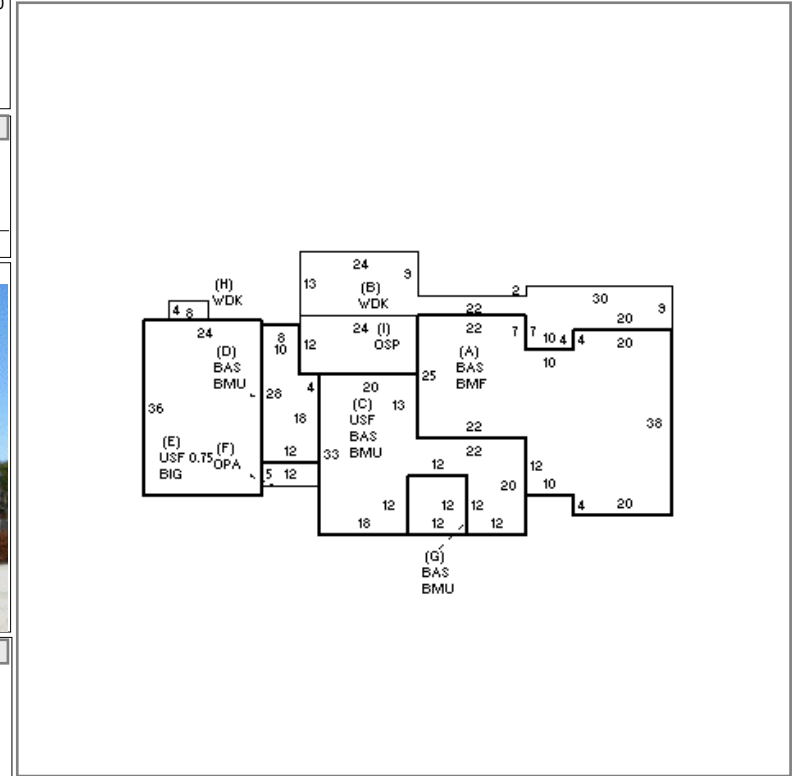 24
(H)
WDK
13
9
(B)
WDK
2
30
22
20
9
4 8
24
8
10
12
24 (I)
OSP
22
7 7
10 4 4
20
10
(D)
BAS
BMU
(A)
BAS
BMF
25
28
4
20
13
(C)
USF
BAS
BMU
36
18
38
22
22
(E)
USF 0.75
BIG
(F)
OPA
12
33
12
12
5 12
20
10
12
12
12
4
20
18
12
12
(G)
BAS
BMU